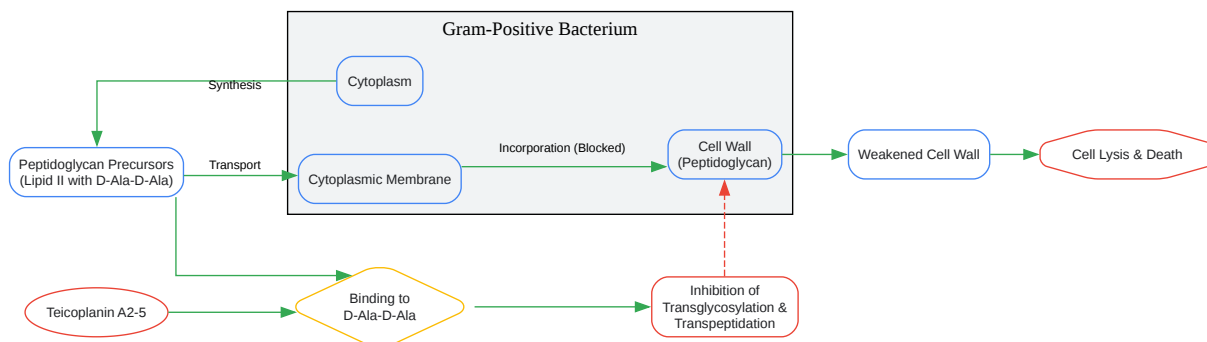 Gram-Positive Bacterium
Cytoplasm
Synthesis
Peptidoglycan Precursors
(Lipid II with D-Ala-D-Ala)
Transport
Cytoplasmic Membrane
Incorporation (Blocked)
Cell Wall
(Peptidoglycan)
Weakened Cell Wall
Cell Lysis & Death
Teicoplanin A2-5
Binding to
D-Ala-D-Ala
Inhibition of
Transglycosylation &
Transpeptidation